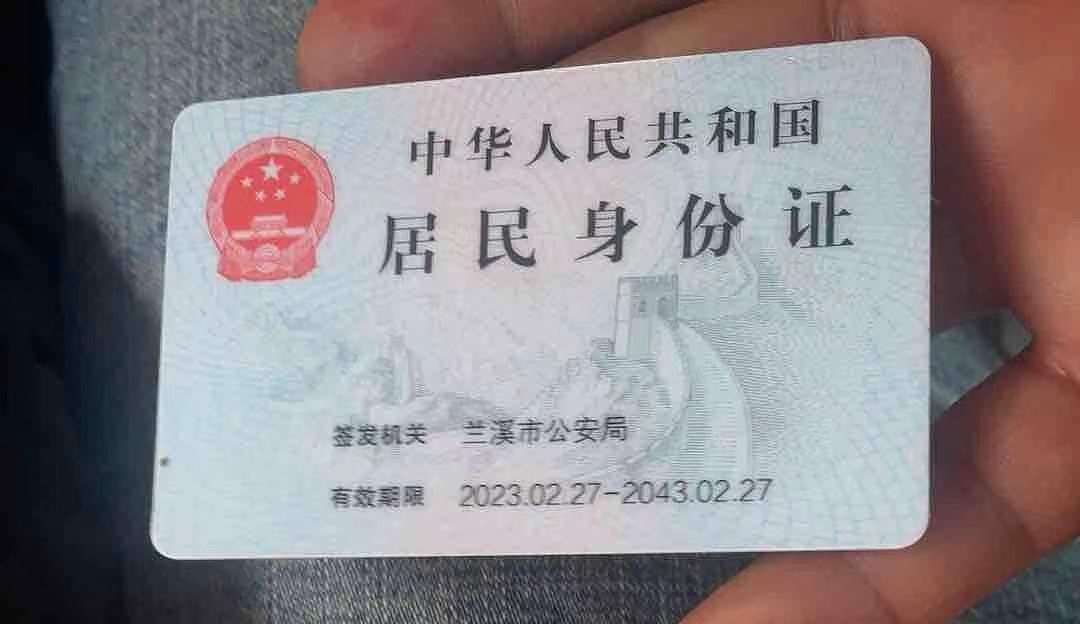 中华人民共和国
居民身份证
签发机关 兰溪市公安局
有效期限 2023.02.27-2043.02.27